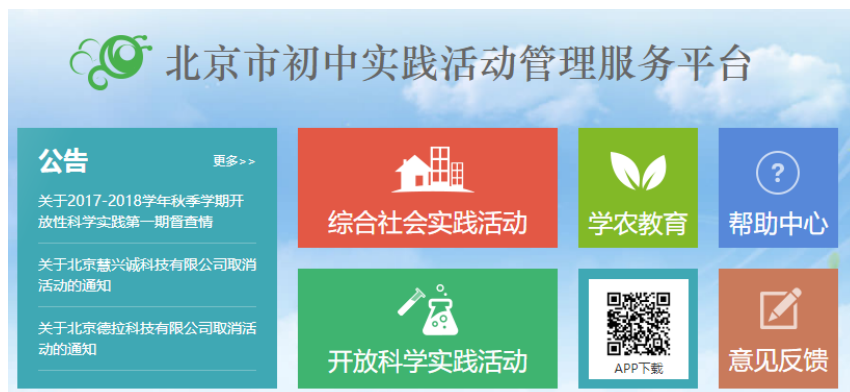 北京市初中实践活动管理服务平台
公告
更多>>
关于2017-2018学年秋季学期开
放性科学实践第一期督查情
关于北京慧兴诚科技有限公司取消
活动的通知
关于北京德拉科技有限公司取消活
动的通知
综合社会实践活动
学农教育
?
帮助中心
开放科学实践活动
APP下载
意见反馈